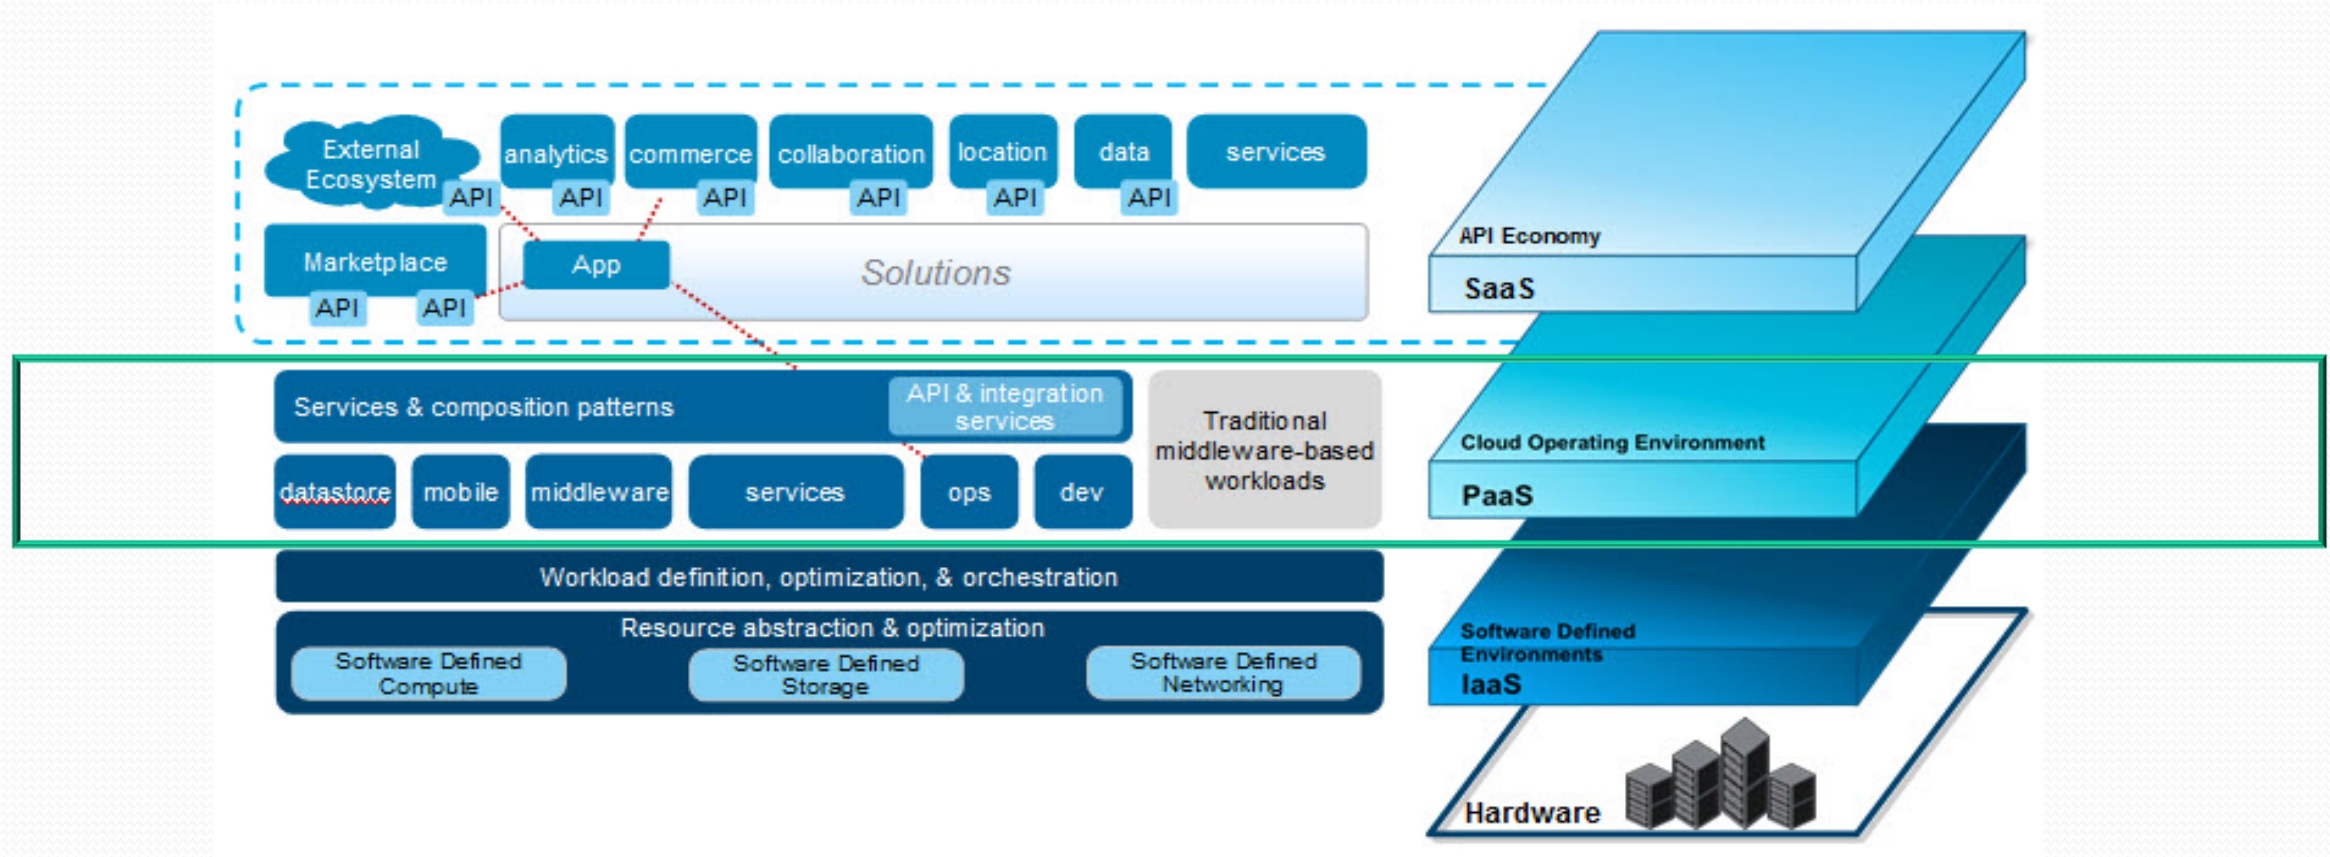 External
Ecosystem
API
analytics
API
commerce
API
collaboration
API
location
API
data
API
services
Marketplace
API
API
App
Solutions
API Economy
SaaS
Services & composition patterns
API & integration
services
datastore
mobile
middleware
services
ops
dev
Traditional
middleware-based
workloads
Cloud Operating Environment
PaaS
Workload definition, optimization, & orchestration
Resource abstraction & optimization
Software Defined
Compute
Software Defined
Storage
Software Defined
Networking
Software Defined
Environments
IaaS
Hardware